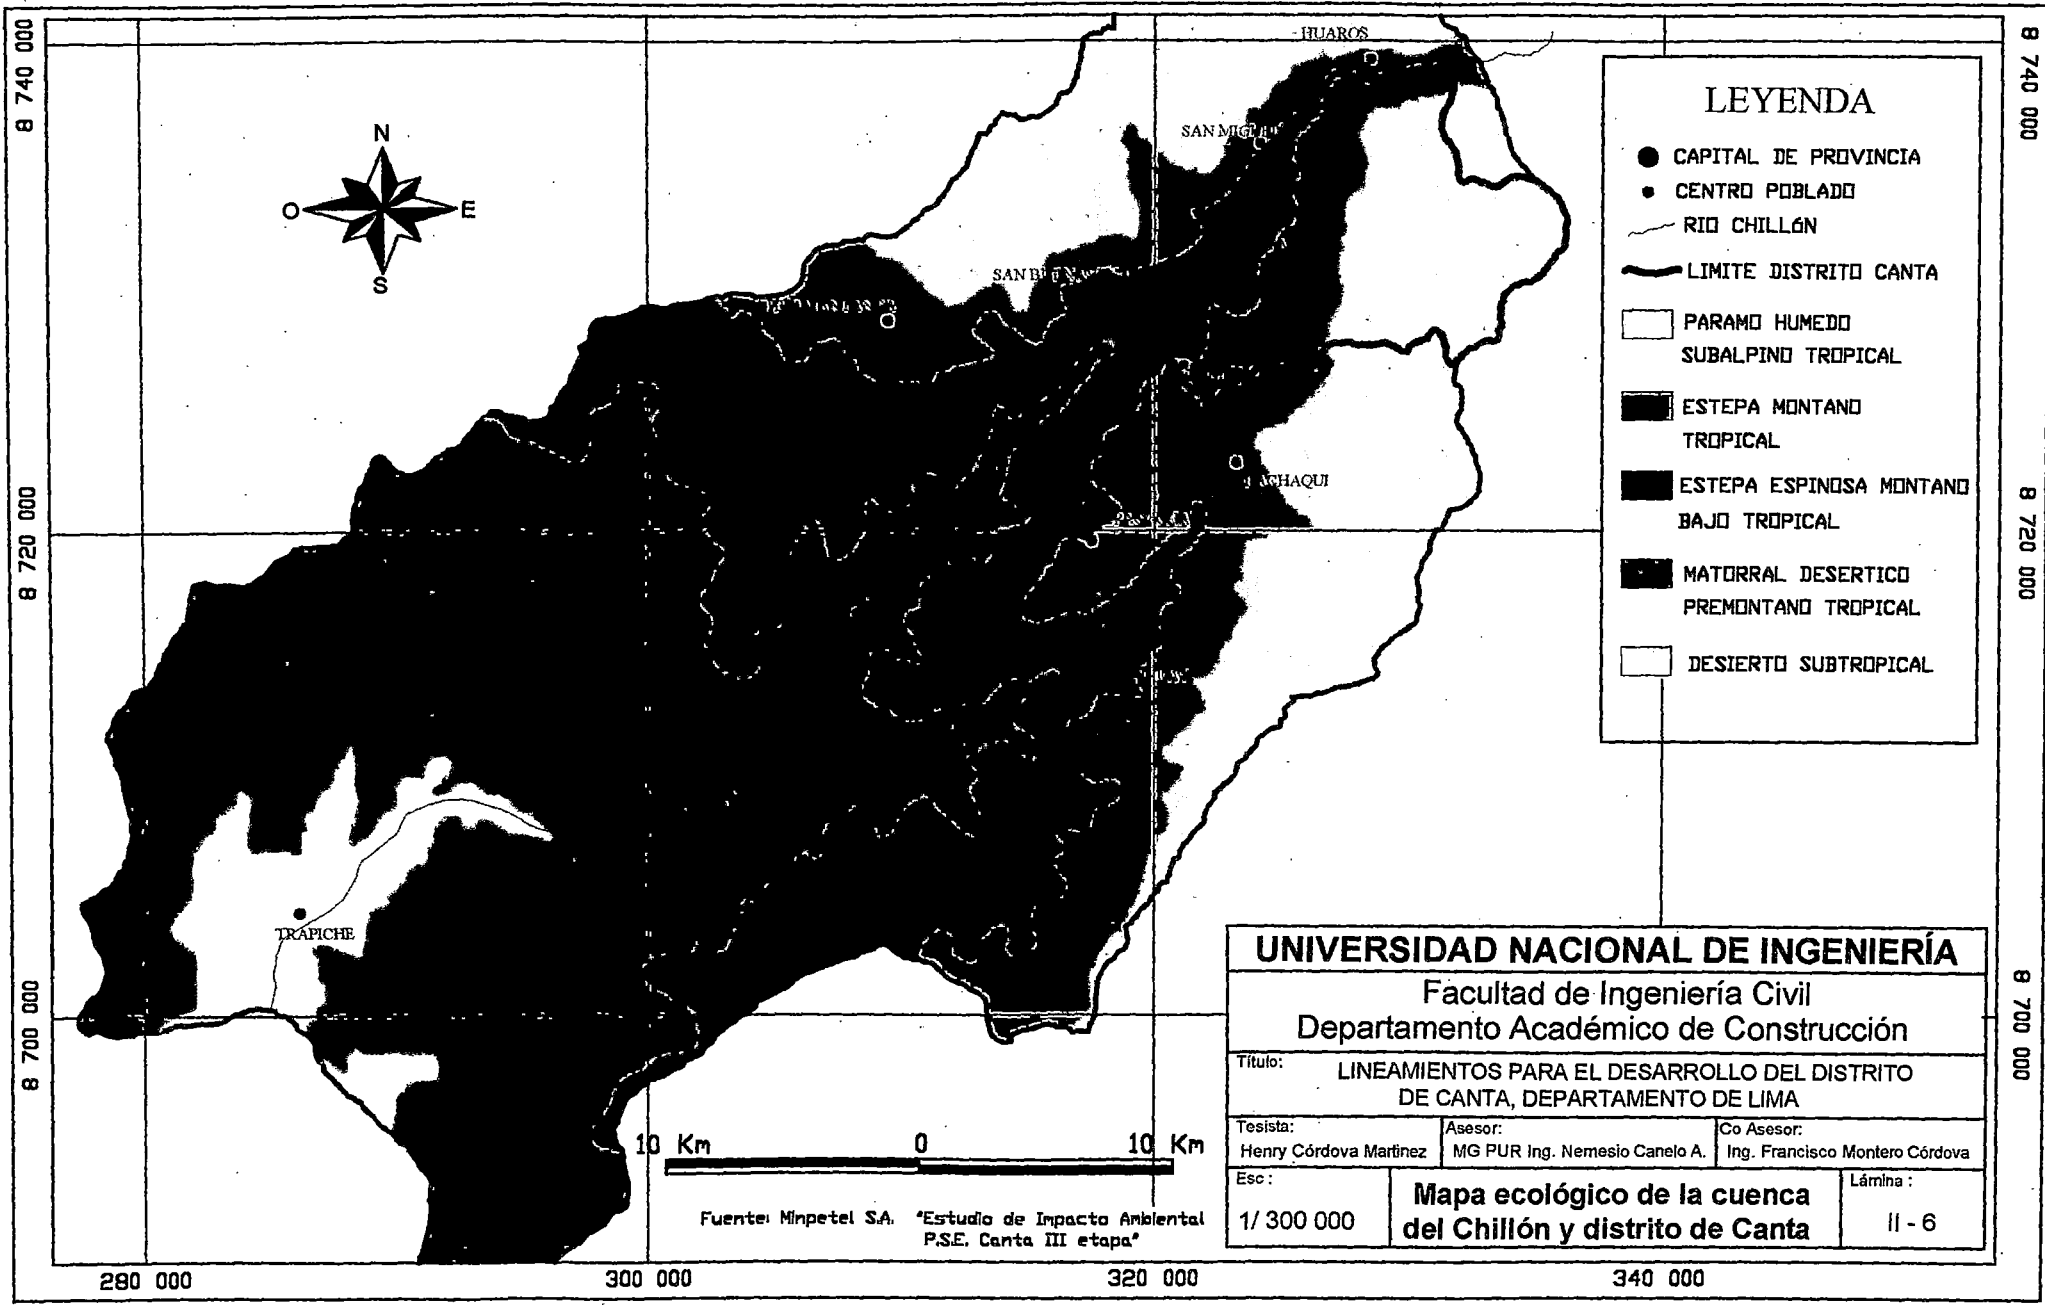 8 740 000
8 720 000
8 700 000
N
O
E
S
HUAROS
TRAPICHE
LEYENDA
CAPITAL DE PROVINCIA
CENTRO POBLADO
RIO CHILLóN
LIMITE DISTRITO CANTA
PARAMO HUMEDO
SUBALPINO TROPICAL
ESTEPA MONTANO
TROPICAL
ESTEPA ESPINOSA MONTANO
BAJO TROPICAL
MATORRAL DESERTICO
PREMONTANO TROPICAL
DESIERTO SUBTROPICAL
8 740 000
8 720 000
8 700 000
10 Km 0 10 Km
Fuente: Minpetel S.A. "Estudio de Impacto Ambiental
P.S.E. Canta III etapa"
UNIVERSIDAD NACIONAL DE INGENIERÍA
Facultad de Ingeniería Civil
Departamento Académico de Construcción
Título: LINEAMIENTOS PARA EL DESARROLLO DEL DISTRITO
DE CANTA, DEPARTAMENTO DE LIMA
Tesista:
Henry Córdova Martinez
Asesor:
MG PUR Ing. Nemesio Canelo A.
Co Asesor:
Ing. Francisco Montero Córdova
Esc :
1/ 300 000
Mapa ecológico de la cuenca
del Chillón y distrito de Canta
Lámina :
II - 6
280 000
300 000
320 000
340 000